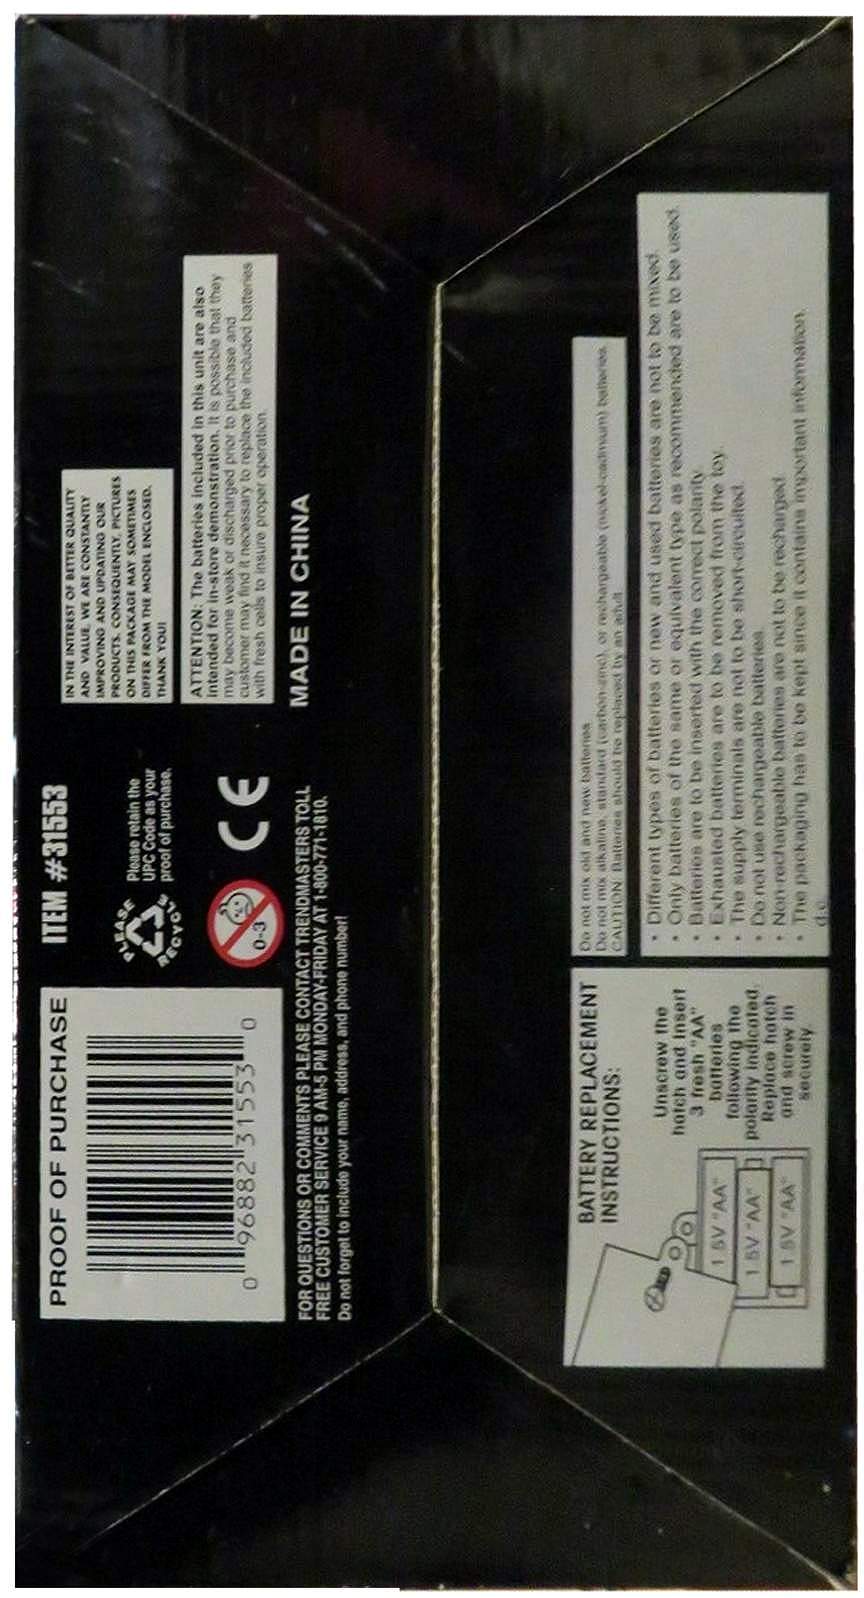 PROOF OF PURCHASE
0 96882 31553 0
ITEM #31553
PLEASE
RECYCLE
Please retain the
UPC Code as your
proof of purchase.
0-3
CE
IN THE INTEREST OF BETTER QUALITY
AND VALUE, WE ARE CONSTANTLY
IMPROVING AND UPDATING OUR
PRODUCTS. CONSEQUENTLY, PICTURES
ON THIS PACKAGE MAY SOMETIMES
DIFFER FROM THE MODEL ENCLOSED.
THANK YOU!
ATTENTION: The batteries included in this unit are also
intended for in-store demonstration. It is possible that they
may become weak or discharged prior to purchase and
customer may find it necessary to replace the included batteries
with fresh cells to insure proper operation.
MADE IN CHINA
FOR QUESTIONS OR COMMENTS PLEASE CONTACT TRENDMASTERS TOLL
FREE CUSTOMER SERVICE 9 AM-5 PM MONDAY-FRIDAY AT 1-800-771-1810.
Do not forget to include your name, address, and phone number!
BATTERY REPLACEMENT
INSTRUCTIONS:
Unscrew the
hatch and insert
3 fresh "AA"
batteries
following the
polarity indicated.
Replace hatch
and screw in
securely.
1.5V "AA"
1.5V "AA"
1.5V "AA"
Do not mix old and new batteries.
Do not mix alkaline, standard (carbon-zinc), or rechargeable (nickel-cadmium) batteries.
CAUTION: Batteries should be replaced by an adult.
• Different types of batteries or new and used batteries are not to be mixed.
• Only batteries of the same or equivalent type as recommended are to be used.
• Batteries are to be inserted with the correct polarity.
• Exhausted batteries are to be removed from the toy.
• The supply terminals are not to be short-circuited.
• Do not use rechargeable batteries.
• Non-rechargeable batteries are not to be recharged.
• The packaging has to be kept since it contains important information.
d.c.